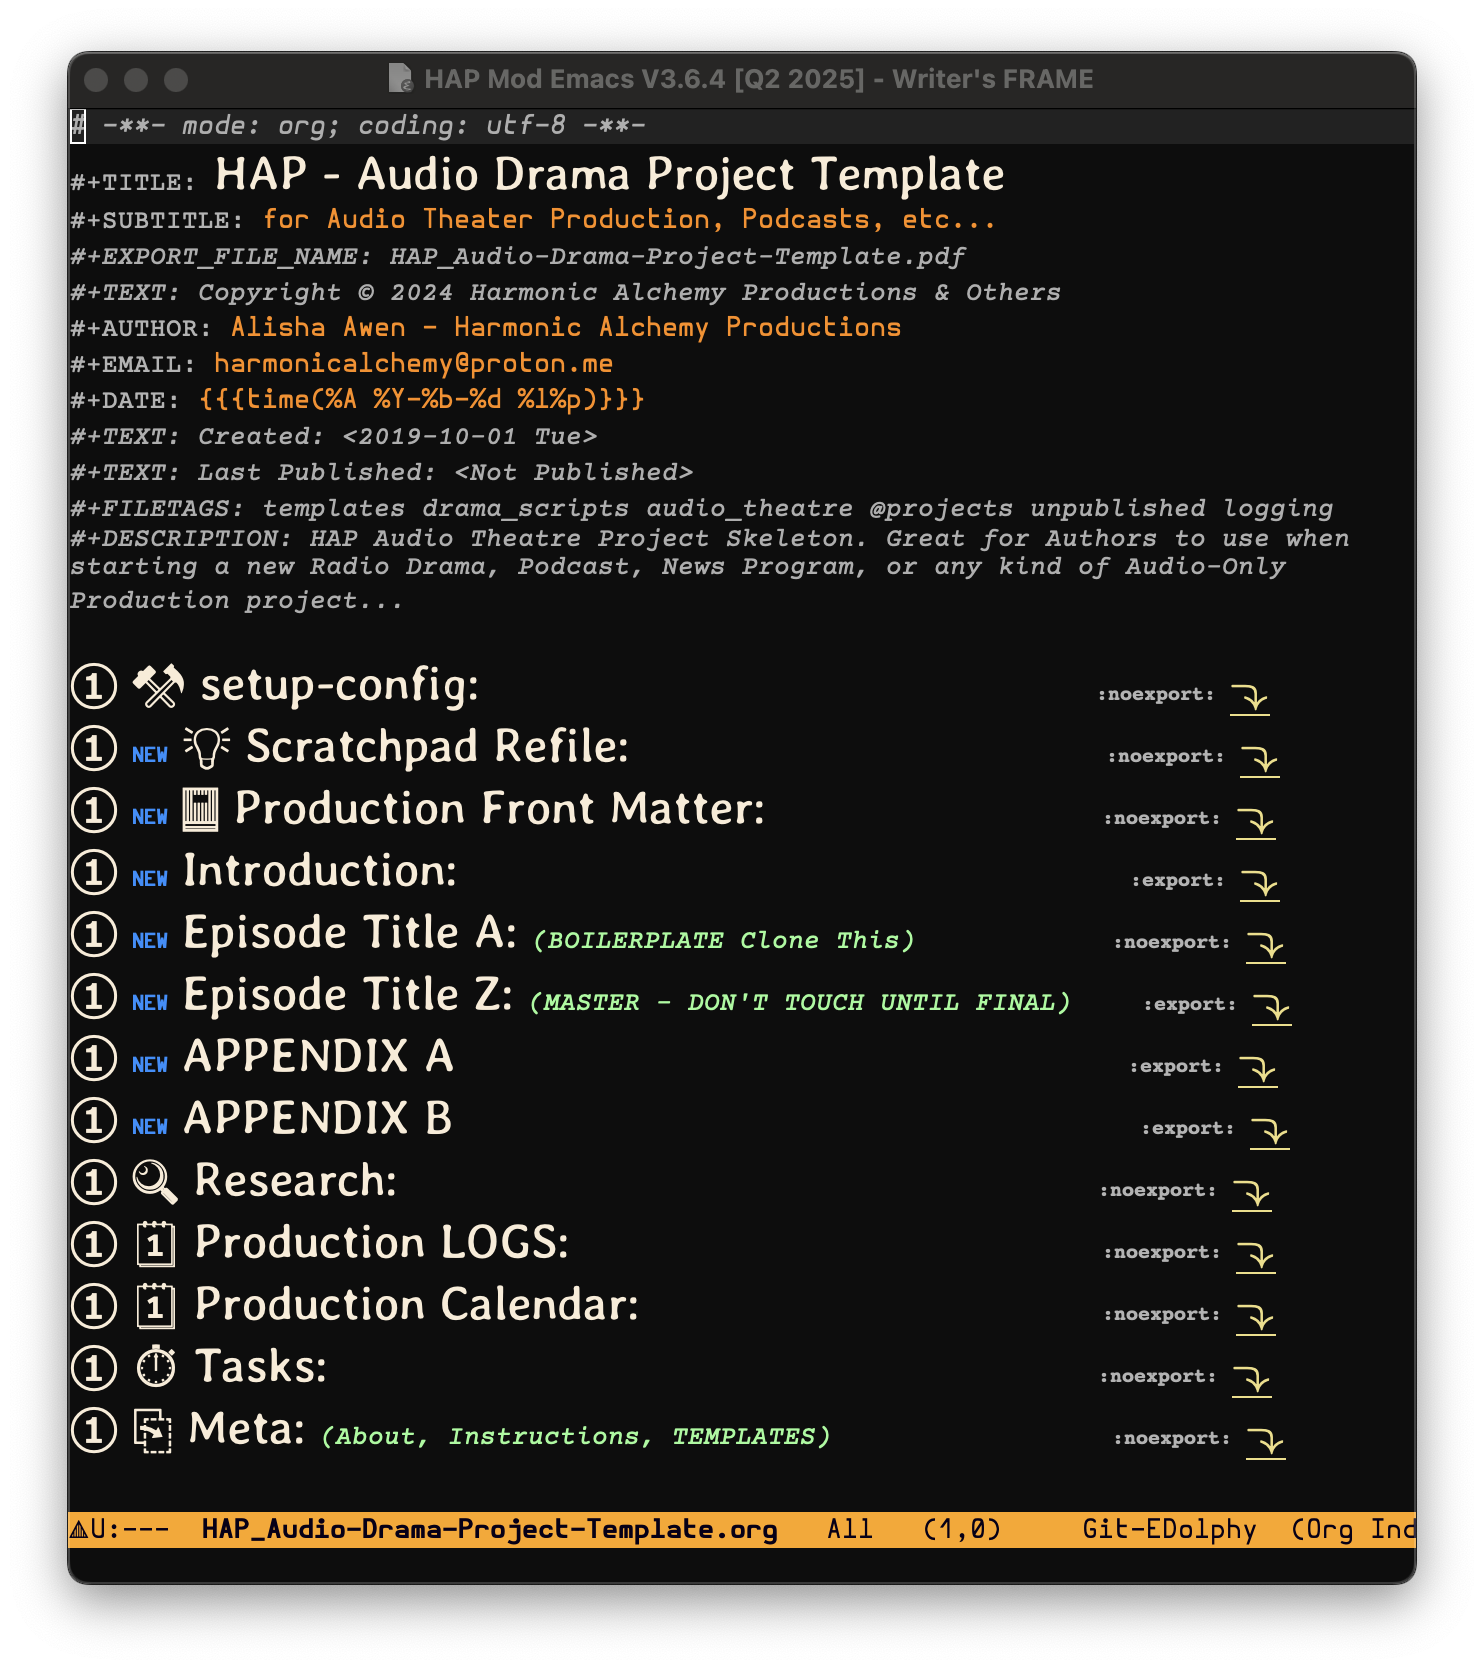 HAP Mod Emacs V3.6.4 [Q2 2025] - Writer's FRAME
# -**- mode: org; coding: utf-8 -**-
#+TITLE: HAP - Audio Drama Project Template
#+SUBTITLE: for Audio Theater Production, Podcasts, etc...
#+EXPORT_FILE_NAME: HAP_Audio-Drama-Project-Template.pdf
#+TEXT: Copyright © 2024 Harmonic Alchemy Productions & Others
#+AUTHOR: Alisha Awen - Harmonic Alchemy Productions
#+EMAIL: harmonicalchemy@proton.me
#+DATE: {{{time(%A %Y-%b-%d %l%p)}}}
#+TEXT: Created: <2019-10-01 Tue>
#+TEXT: Last Published: <Not Published>
#+FILETAGS: templates drama_scripts audio_theatre @projects unpublished logging
#+DESCRIPTION: HAP Audio Theatre Project Skeleton. Great for Authors to use when
starting a new Radio Drama, Podcast, News Program, or any kind of Audio-Only
Production project...
① ⚒ setup-config: :noexport: ⤵
① NEW Scratchpad Refile: :noexport: ⤵
① NEW Production Front Matter: :noexport: ⤵
① NEW Introduction: :export: ⤵
① NEW Episode Title A: (BOILERPLATE Clone This) :noexport: ⤵
① NEW Episode Title Z: (MASTER - DON'T TOUCH UNTIL FINAL) :export: ⤵
① NEW APPENDIX A :export: ⤵
① NEW APPENDIX B :export: ⤵
① Research: :noexport: ⤵
① 1 Production LOGS: :noexport: ⤵
① 1 Production Calendar: :noexport: ⤵
① Tasks: :noexport: ⤵
① Meta: (About, Instructions, TEMPLATES) :noexport: ⤵
U:--- HAP_Audio-Drama-Project-Template.org All (1,0) Git-EDolphy (Org Ind